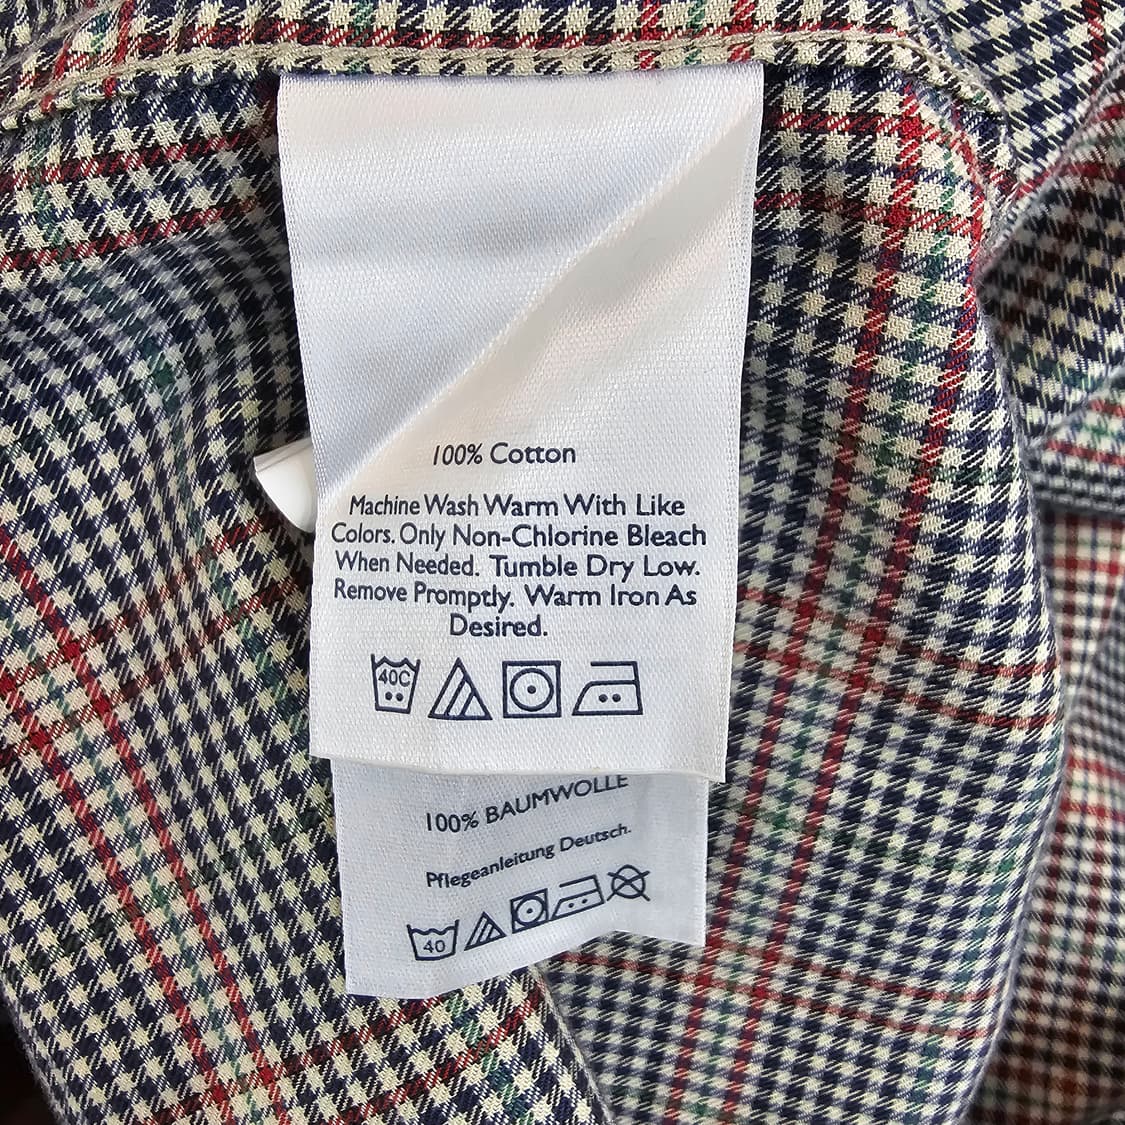 100% Cotton
Machine Wash Warm With Like
Colors. Only Non-Chlorine Bleach
When Needed. Tumble Dry Low.
Remove Promptly. Warm Iron As
Desired.
40C
100% BAUMWOLLE
Pflegeanleitung Deutsch.
40